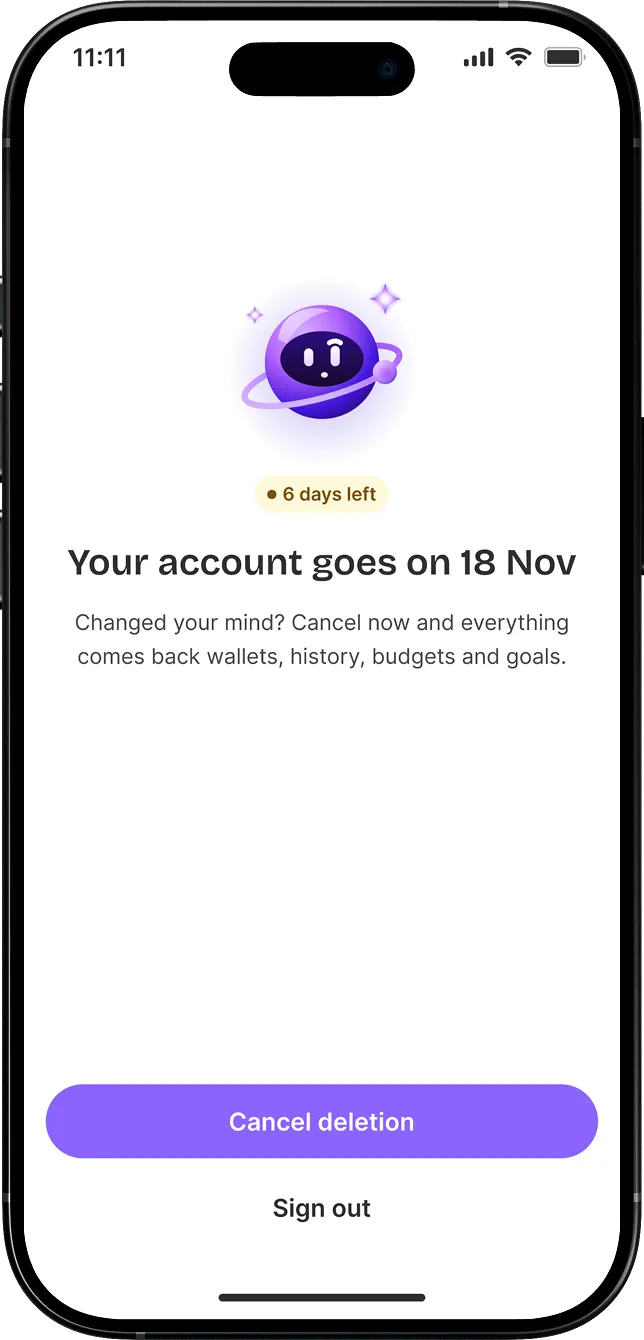 11:11
6 days left
Your account goes on 18 Nov
Changed your mind? Cancel now and everything
comes back wallets, history, budgets and goals.
Cancel deletion
Sign out